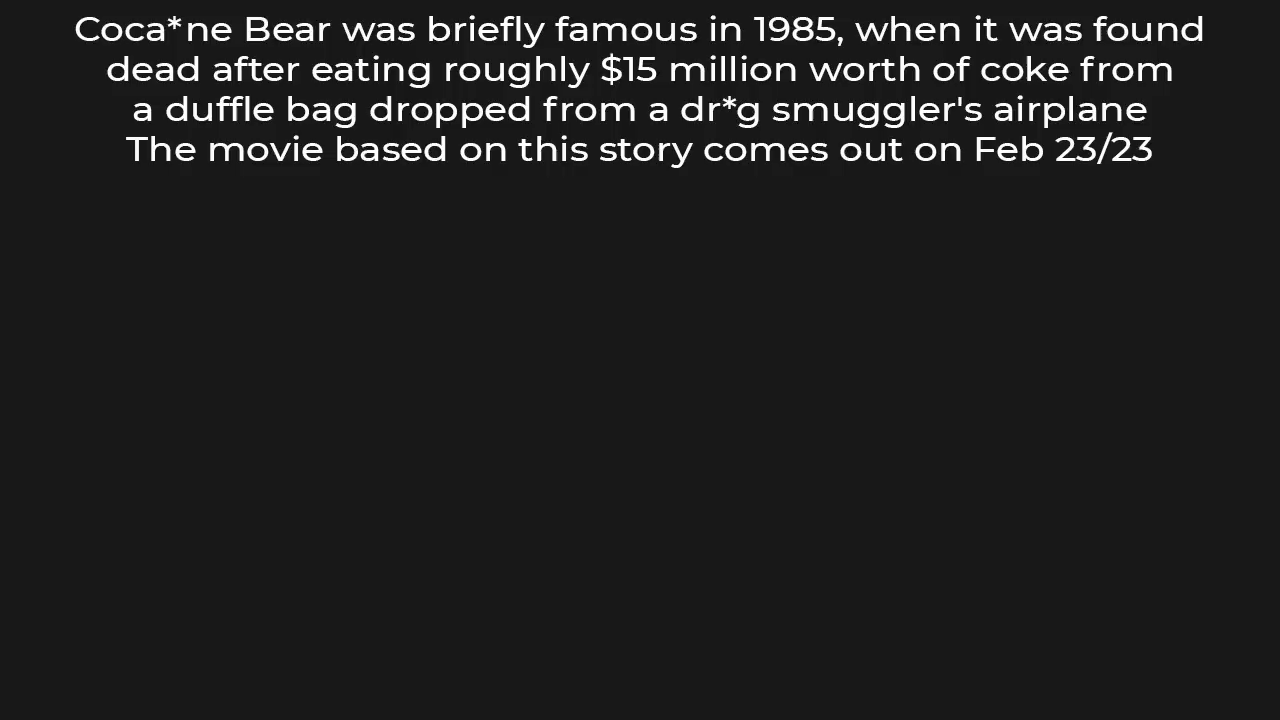 Coca*ne Bear was briefly famous in 1985, when it was found
dead after eating roughly $15 million worth of coke from
a duffle bag dropped from a dr*g smuggler's airplane
The movie based on this story comes out on Feb 23/23